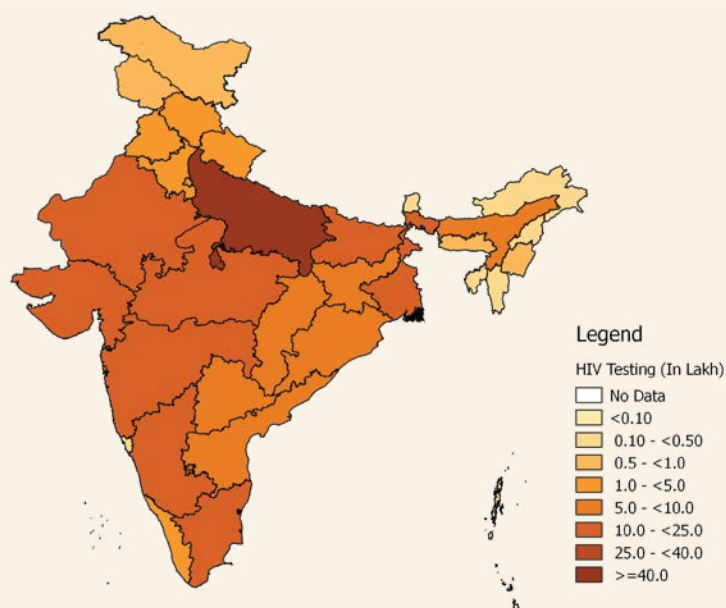 Legend
HIV Testing (In Lakh)
No Data
<0.10
0.10 - <0.50
0.5 - <1.0
1.0 - <5.0
5.0 - <10.0
10.0 - <25.0
25.0 - <40.0
>=40.0